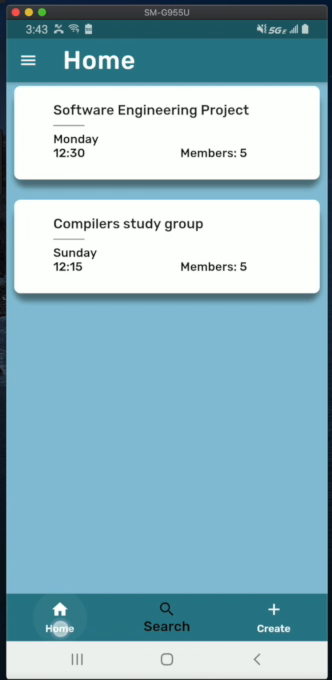 SM-G955U
3:43
5GE
Home
Software Engineering Project
Monday
12:30 Members: 5
Compilers study group
Sunday
12:15 Members: 5
Home Search Create